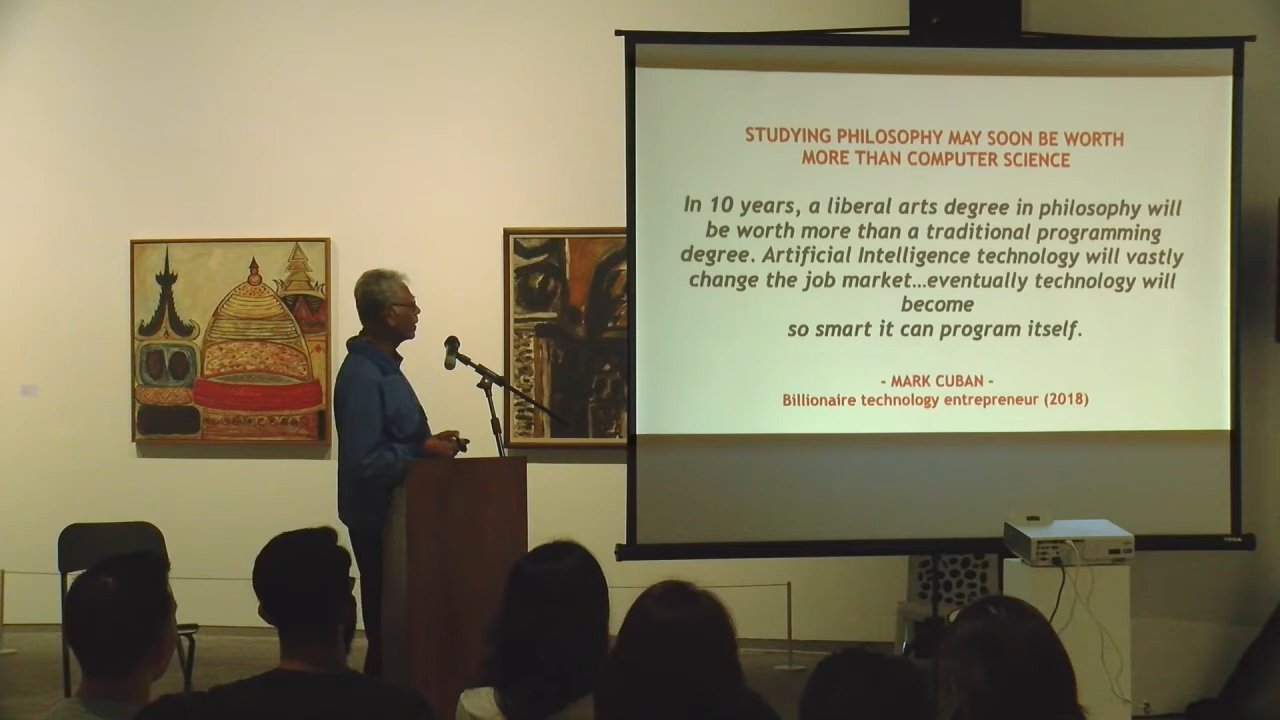 STUDYING PHILOSOPHY MAY SOON BE WORTH
MORE THAN COMPUTER SCIENCE
In 10 years, a liberal arts degree in philosophy will
be worth more than a traditional programming
degree. Artificial Intelligence technology will vastly
change the job market...eventually technology will
become
so smart it can program itself.
- MARK CUBAN -
Billionaire technology entrepreneur (2018)